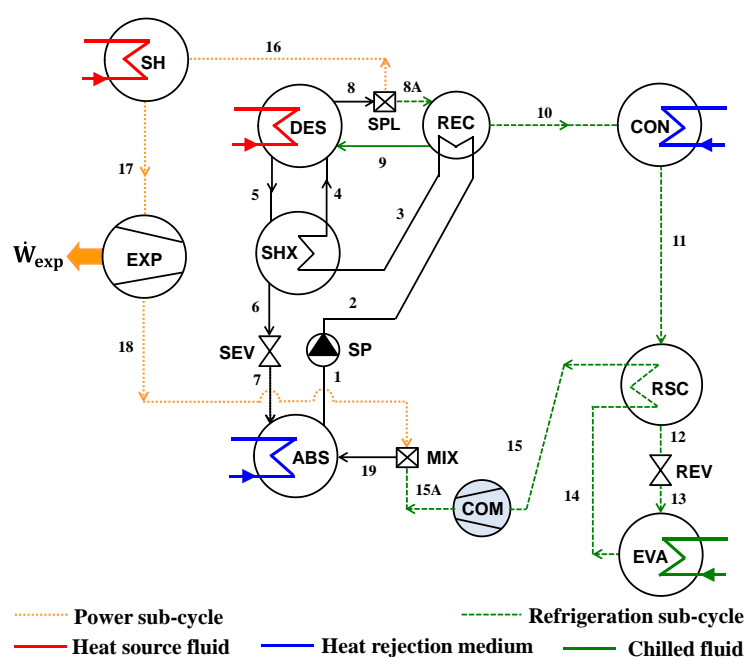 16
SH
8
8A
10
DES
SPL
REC
CON
9
17
5
4
3
11
Ẇexp
EXP
SHX
6
2
18
SEV
SP
7
1
RSC
12
15
REV
ABS
19
MIX
14
13
15A
COM
EVA
Power sub-cycle
Refrigeration sub-cycle
Heat source fluid
Heat rejection medium
Chilled fluid